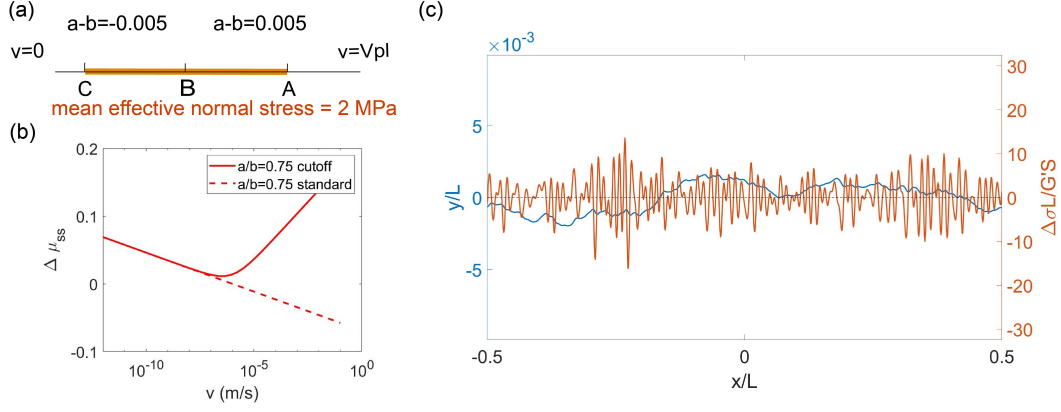 (a)
a-b=-0.005 a-b=0.005
v=0 v=Vpl
C B A
mean effective normal stress = 2 MPa
(b)
0.2
0.1
0
-0.1
Δ μss
a/b=0.75 cutoff
a/b=0.75 standard
10^-10 10^-5 10^0
v (m/s)
(c)
×10^-3
5
0
-5
y/L
30
20
10
0
-10
-20
-30
ΔσL/G'S
-0.5 0 0.5
x/L